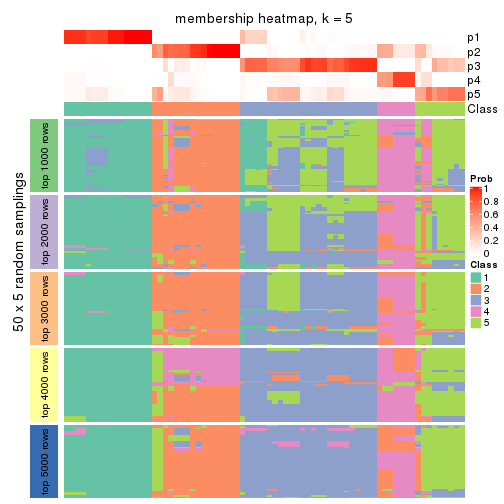 membership heatmap, k = 5
p1
p2
p3
p4
p5
Class
50 x 5 random samplings
top 1000 rows
top 2000 rows
top 3000 rows
top 4000 rows
top 5000 rows
Prob
1
0.8
0.6
0.4
0.2
0
Class
1
2
3
4
5